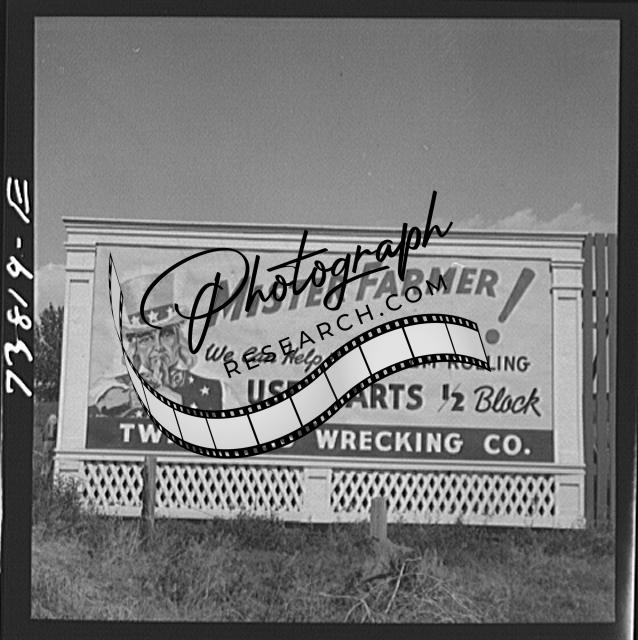 MISTER FARMER!
We Can Help
ROLLING
USED PARTS 1/2 Block
WRECKING CO.
Photograph
RESEARCH.COM
73819-E